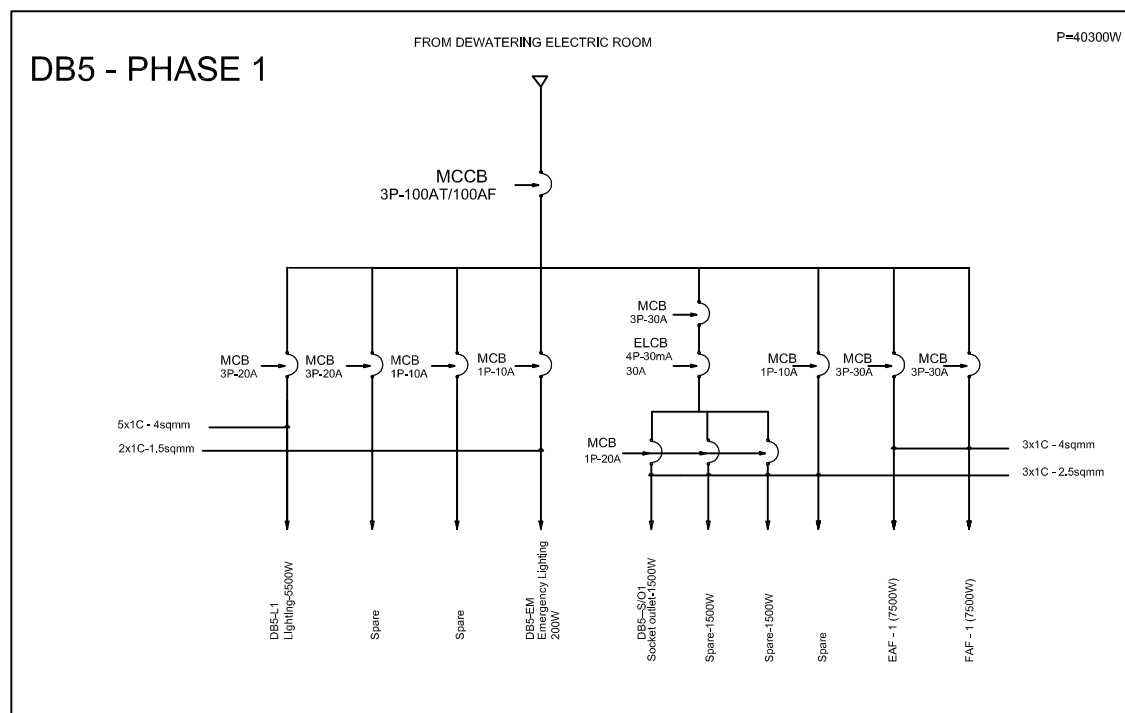 FROM DEWATERING ELECTRIC ROOM
P=40300W
DB5 - PHASE 1
MCCB
3P-100AT/100AF
MCB
3P-30A
ELCB
4P-30mA
30A
MCB
3P-20A
MCB
3P-20A
MCB
1P-10A
MCB
1P-10A
MCB
1P-10A
MCB
3P-30A
MCB
3P-30A
5x1C - 4sqmm
2x1C-1.5sqmm
MCB
1P-20A
3x1C - 4sqmm
3x1C - 2.5sqmm
DB5-L1
Lighting-5500W
Spare
Spare
DB5-EM
Emergency Lighting
200W
DB5-S/O1
Socket outlet-1500W
Spare-1500W
Spare-1500W
Spare
EAF - 1 (7500W)
FAF - 1 (7500W)